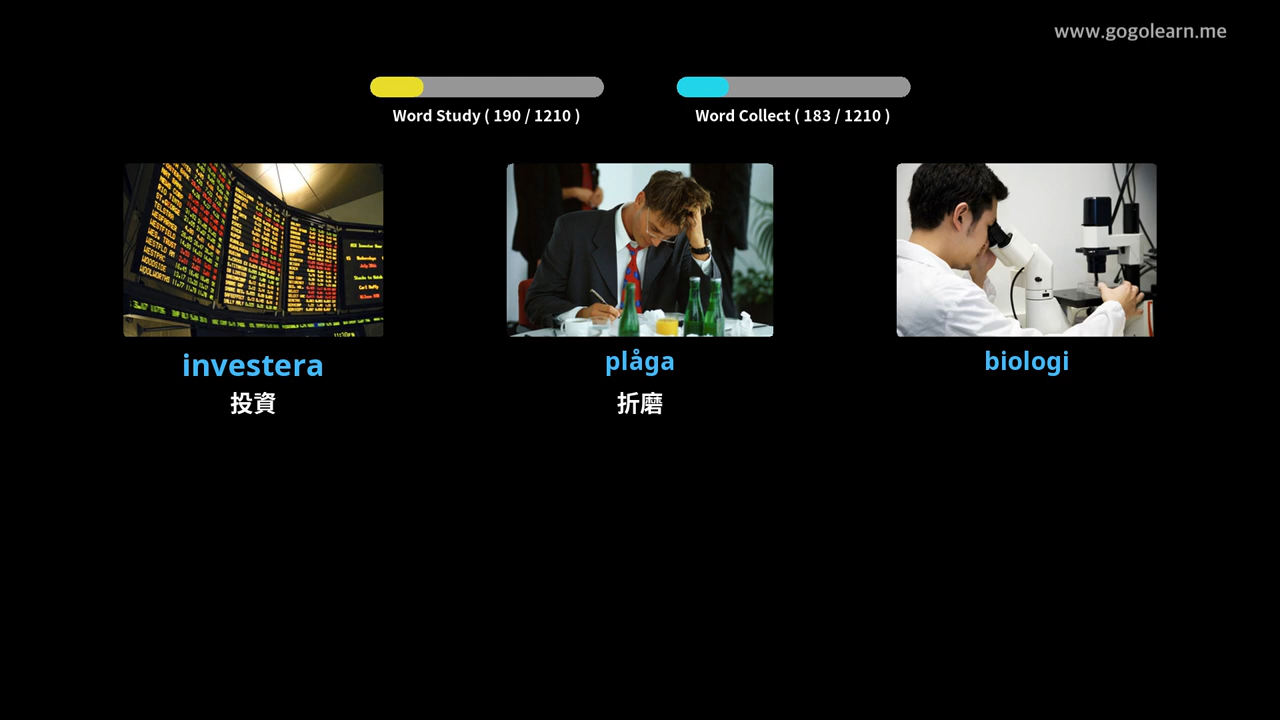 www.gogolearn.me
Word Study ( 190 / 1210 )
Word Collect ( 183 / 1210 )
investera
plåga
biologi
投資
折磨